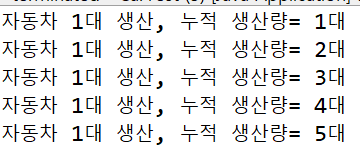 자동차 1대 생산, 누적 생산량= 1대
자동차 1대 생산, 누적 생산량= 2대
자동차 1대 생산, 누적 생산량= 3대
자동차 1대 생산, 누적 생산량= 4대
자동차 1대 생산, 누적 생산량= 5대